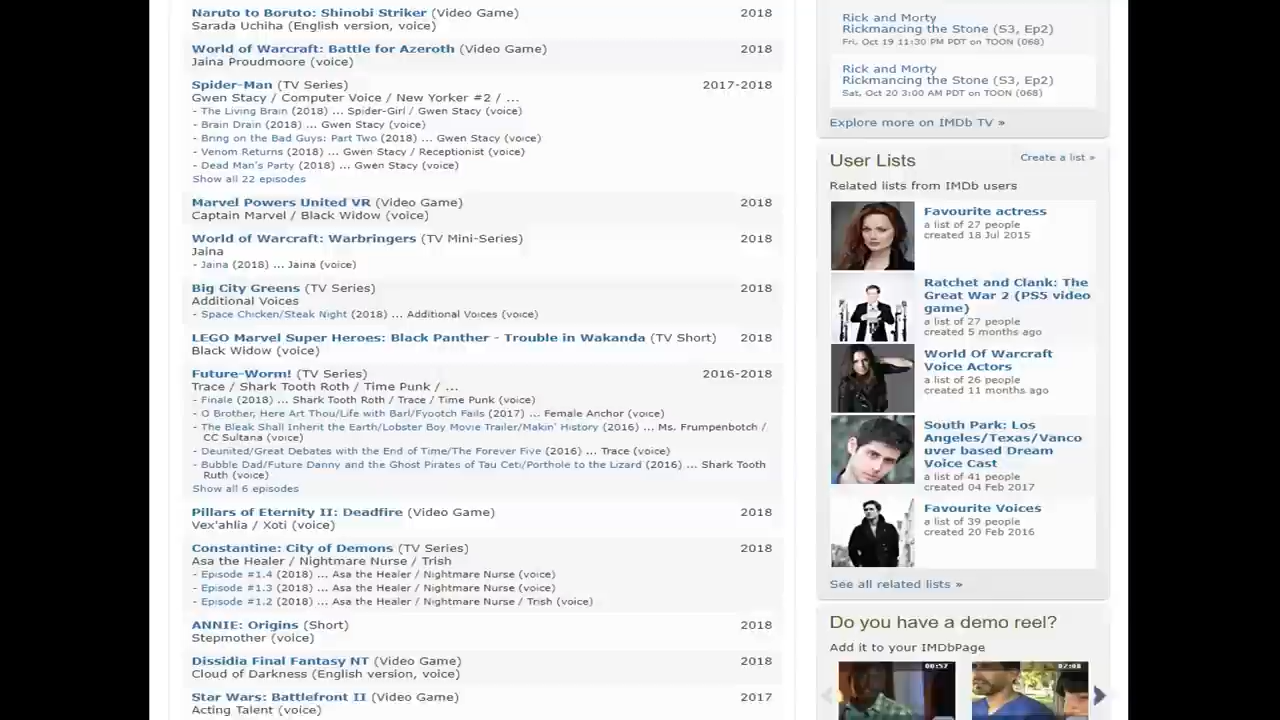 Naruto to Boruto: Shinobi Striker (Video Game) 2018
Sarada Uchiha (English version, voice)
World of Warcraft: Battle for Azeroth (Video Game) 2018
Jaina Proudmoore (voice)
Spider-Man (TV Series) 2017-2018
Gwen Stacy / Computer Voice / New Yorker #2 / ...
- The Living Brain (2018) ... Spider-Girl / Gwen Stacy (voice)
- Brain Drain (2018) ... Gwen Stacy (voice)
- Bring on the Bad Guys: Part Two (2018) ... Gwen Stacy (voice)
- Venom Returns (2018) ... Gwen Stacy / Receptionist (voice)
- Dead Man's Party (2018) ... Gwen Stacy (voice)
Show all 22 episodes
Marvel Powers United VR (Video Game) 2018
Captain Marvel / Black Widow (voice)
World of Warcraft: Warbringers (TV Mini-Series) 2018
Jaina
- Jaina (2018) ... Jaina (voice)
Big City Greens (TV Series) 2018
Additional Voices
- Space Chicken/Steak Night (2018) ... Additional Voices (voice)
LEGO Marvel Super Heroes: Black Panther - Trouble in Wakanda (TV Short) 2018
Black Widow (voice)
Future-Worm! (TV Series) 2016-2018
Trace / Shark Tooth Roth / Time Punk / ...
- Finale (2018) ... Shark Tooth Roth / Trace / Time Punk (voice)
- O Brother, Here Art Thou/Life with Barl/Fyootch Fails (2017) ... Female Anchor (voice)
- The Bleak Shall Inherit the Earth/Lobster Boy Movie Trailer/Makin' History (2016) ... Ms. Frumpenbotch /
CC Sultana (voice)
- Deunited/Great Debates with the End of Time/The Forever Five (2016) ... Trace (voice)
- Bubble Dad/Future Danny and the Ghost Pirates of Tau Ceti/Porthole to the Lizard (2016) ... Shark Tooth
Ruth (voice)
Show all 6 episodes
Pillars of Eternity II: Deadfire (Video Game) 2018
Vex'ahlia / Xoti (voice)
Constantine: City of Demons (TV Series) 2018
Asa the Healer / Nightmare Nurse / Trish
- Episode #1.4 (2018) ... Asa the Healer / Nightmare Nurse (voice)
- Episode #1.3 (2018) ... Asa the Healer / Nightmare Nurse (voice)
- Episode #1.2 (2018) ... Asa the Healer / Nightmare Nurse / Trish (voice)
ANNIE: Origins (Short) 2018
Stepmother (voice)
Dissidia Final Fantasy NT (Video Game) 2018
Cloud of Darkness (English version, voice)
Star Wars: Battlefront II (Video Game) 2017
Acting Talent (voice)
Rick and Morty
Rickmancing the Stone (S3, Ep2)
Fri, Oct 19 11:30 PM PDT on TOON (068)
Rick and Morty
Rickmancing the Stone (S3, Ep2)
Sat, Oct 20 3:00 AM PDT on TOON (068)
Explore more on IMDb TV »
User Lists
Create a list »
Related lists from IMDb users
Favourite actress
a list of 27 people
created 18 Jul 2015
Ratchet and Clank: The
Great War 2 (PS5 video
game)
a list of 27 people
created 5 months ago
World Of Warcraft
Voice Actors
a list of 26 people
created 11 months ago
South Park: Los
Angeles/Texas/Vanco
uver based Dream
Voice Cast
a list of 41 people
created 04 Feb 2017
Favourite Voices
a list of 39 people
created 20 Feb 2016
See all related lists »
Do you have a demo reel?
Add it to your IMDbPage
00:57 02:08